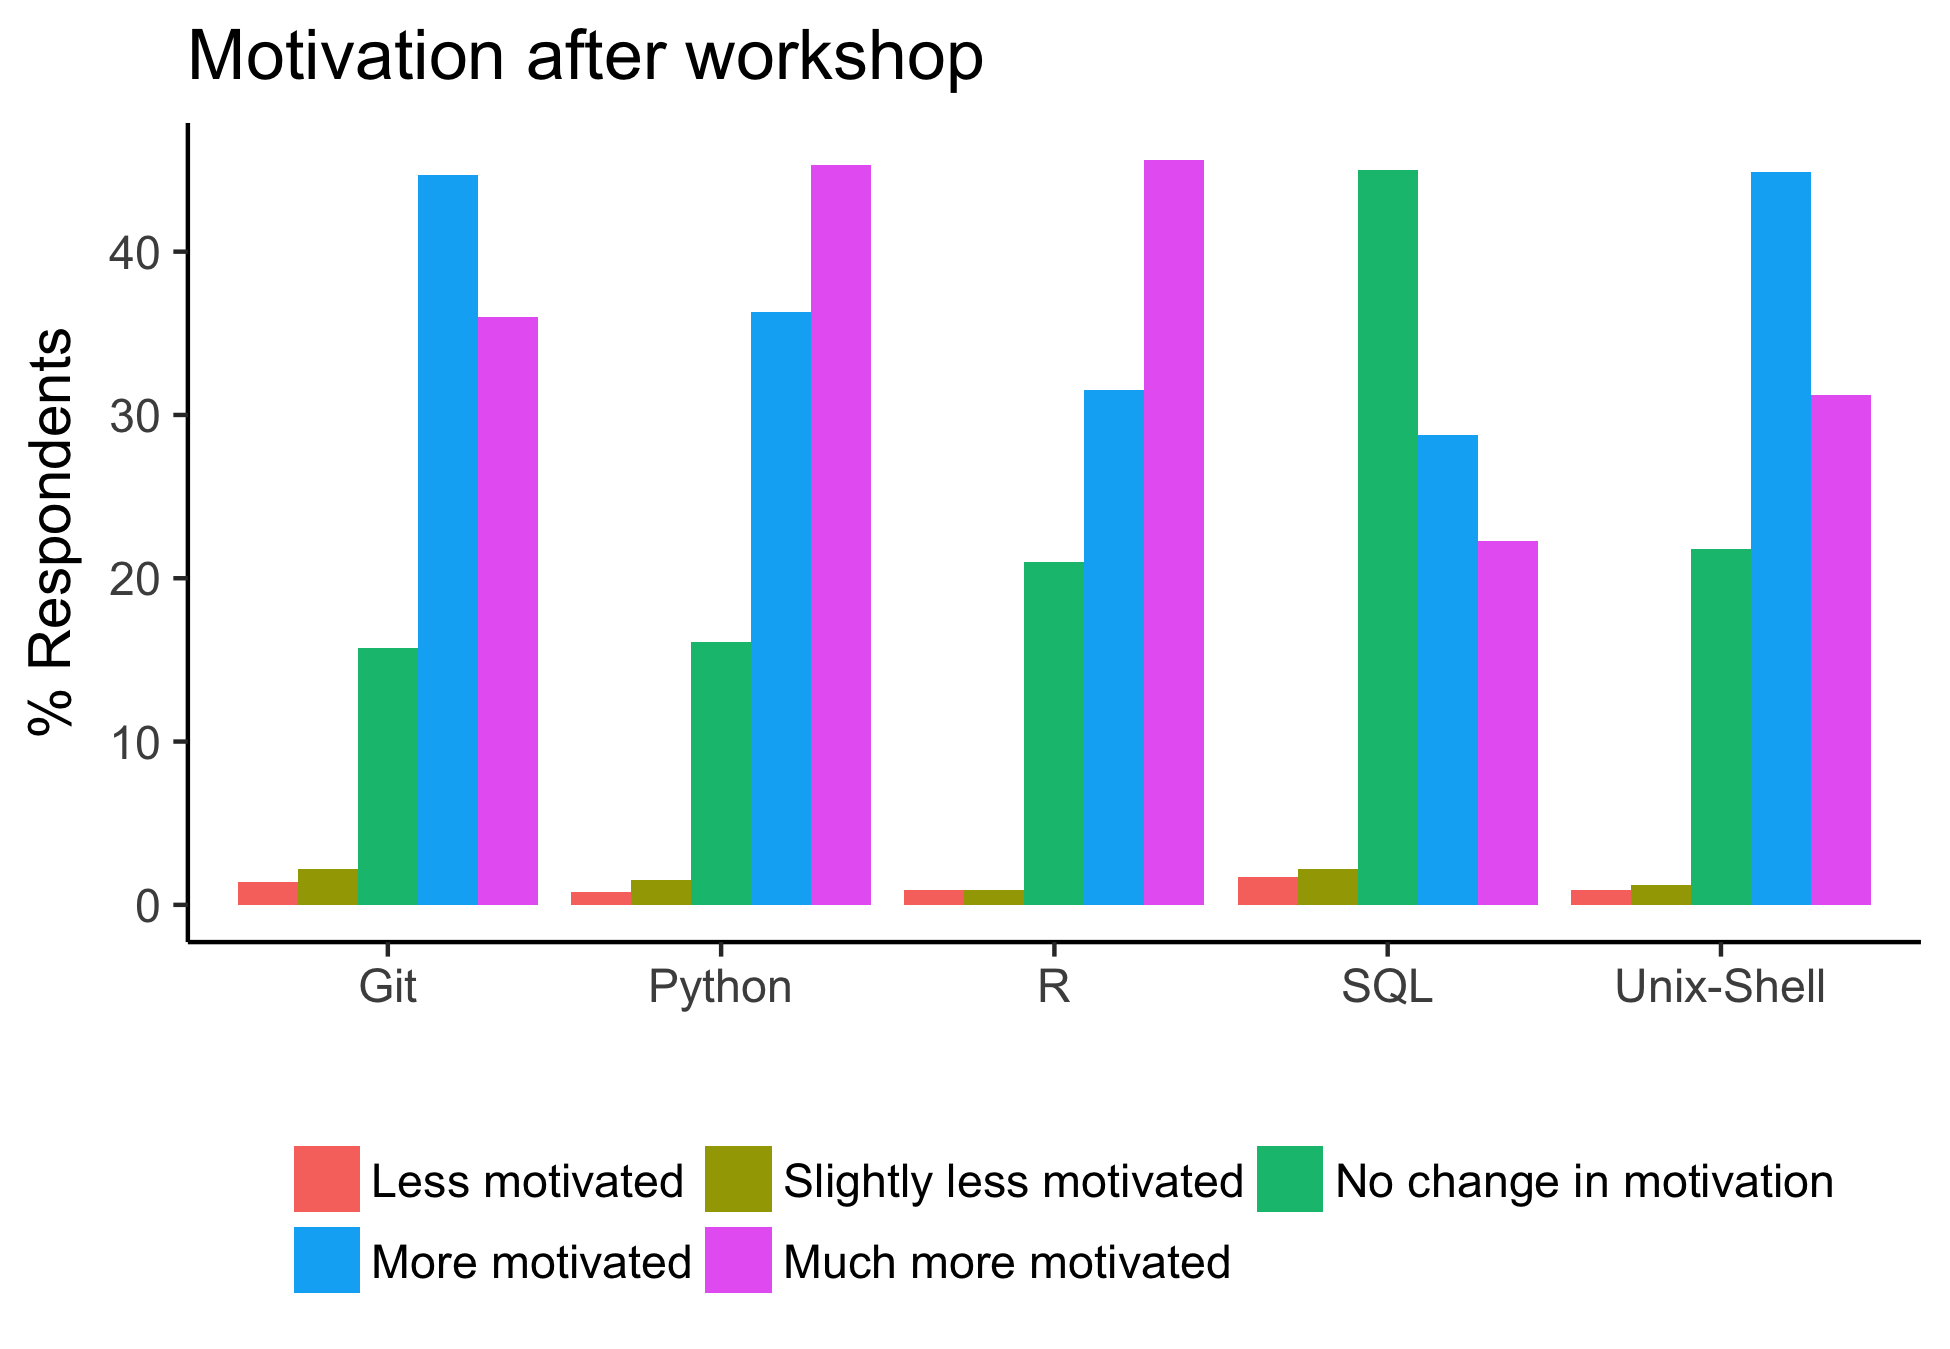 Motivation after workshop
% Respondents
40
30
20
10
0
Git Python R SQL Unix-Shell
Less motivated Slightly less motivated No change in motivation
More motivated Much more motivated